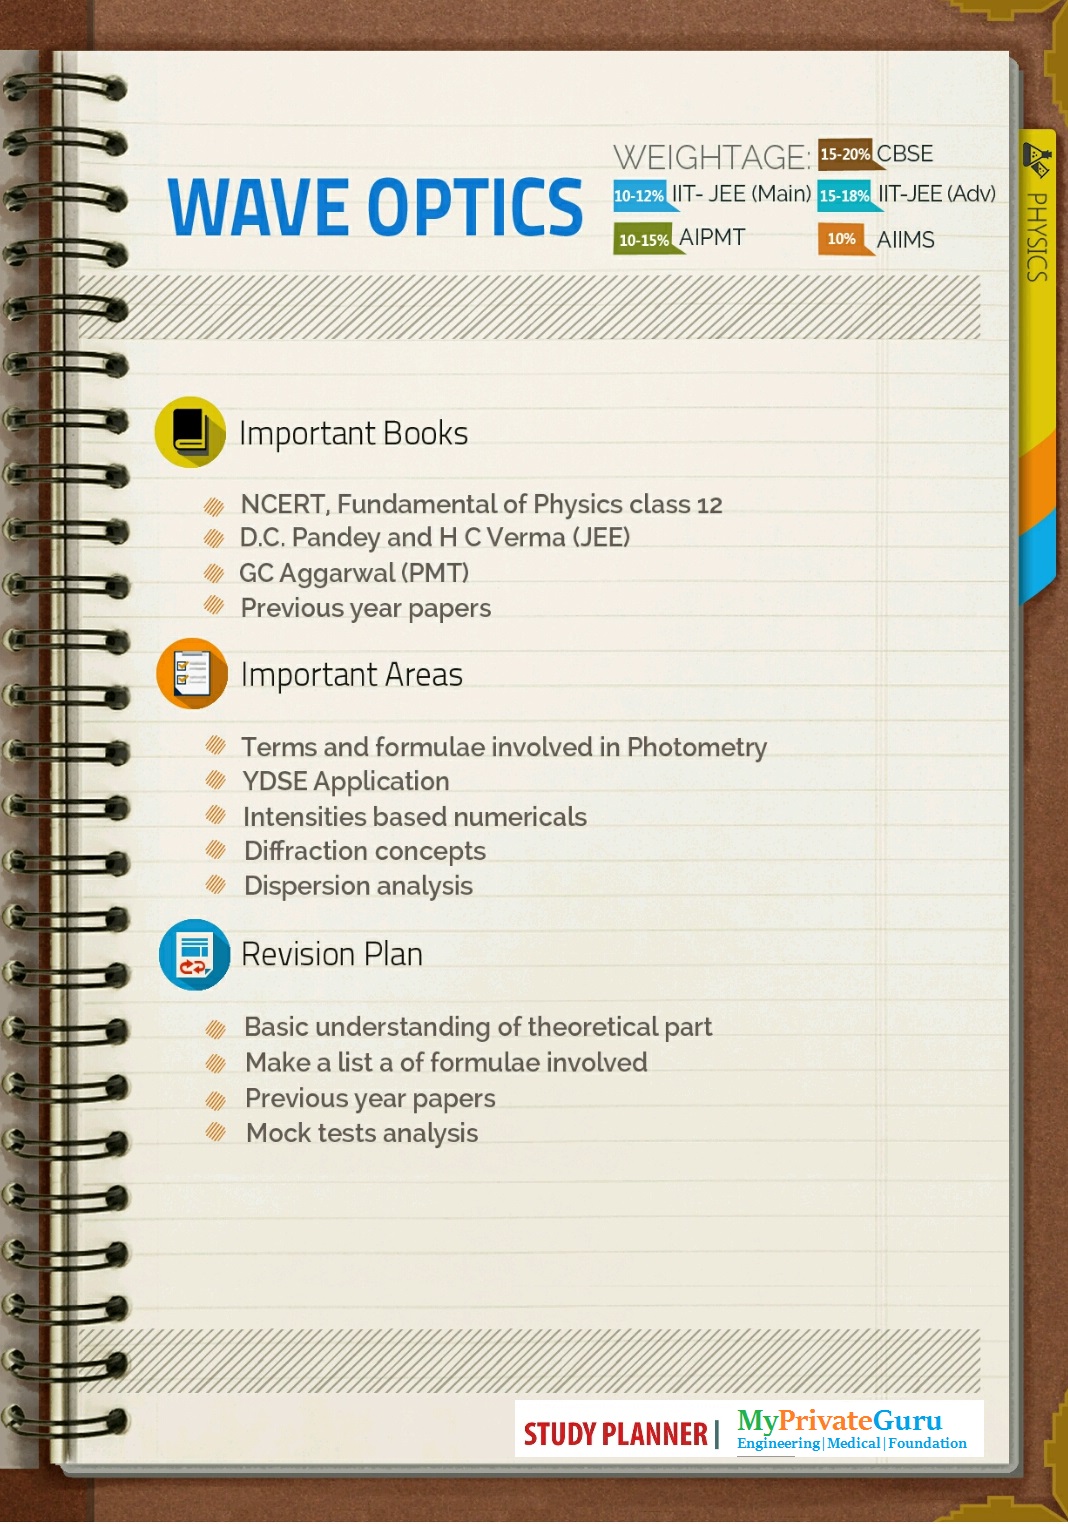 WAVE OPTICS
WEIGHTAGE: 15-20% CBSE
10-12% IIT- JEE (Main) 15-18% IIT-JEE (Adv)
10-15% AIPMT 10% AIIMS
PHYSICS
Important Books
NCERT, Fundamental of Physics class 12
D.C. Pandey and H C Verma (JEE)
GC Aggarwal (PMT)
Previous year papers
Important Areas
Terms and formulae involved in Photometry
YDSE Application
Intensities based numericals
Diffraction concepts
Dispersion analysis
Revision Plan
Basic understanding of theoretical part
Make a list a of formulae involved
Previous year papers
Mock tests analysis
STUDY PLANNER | MyPrivateGuru
Engineering|Medical|Foundation